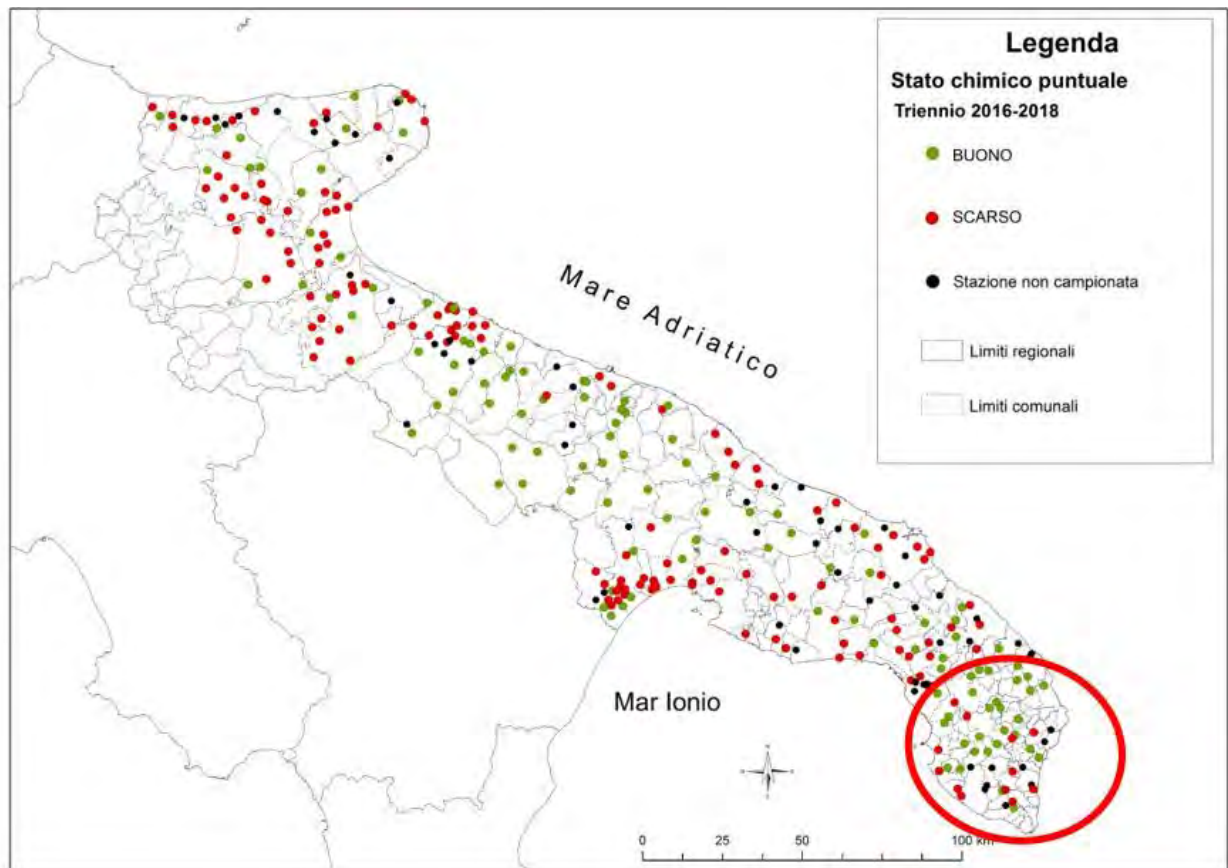 Legenda
Stato chimico puntuale
Triennio 2016-2018
BUONO
SCARSO
Stazione non campionata
Limiti regionali
Limiti comunali
Mare Adriatico
Mar Ionio
0 25 50 100 km